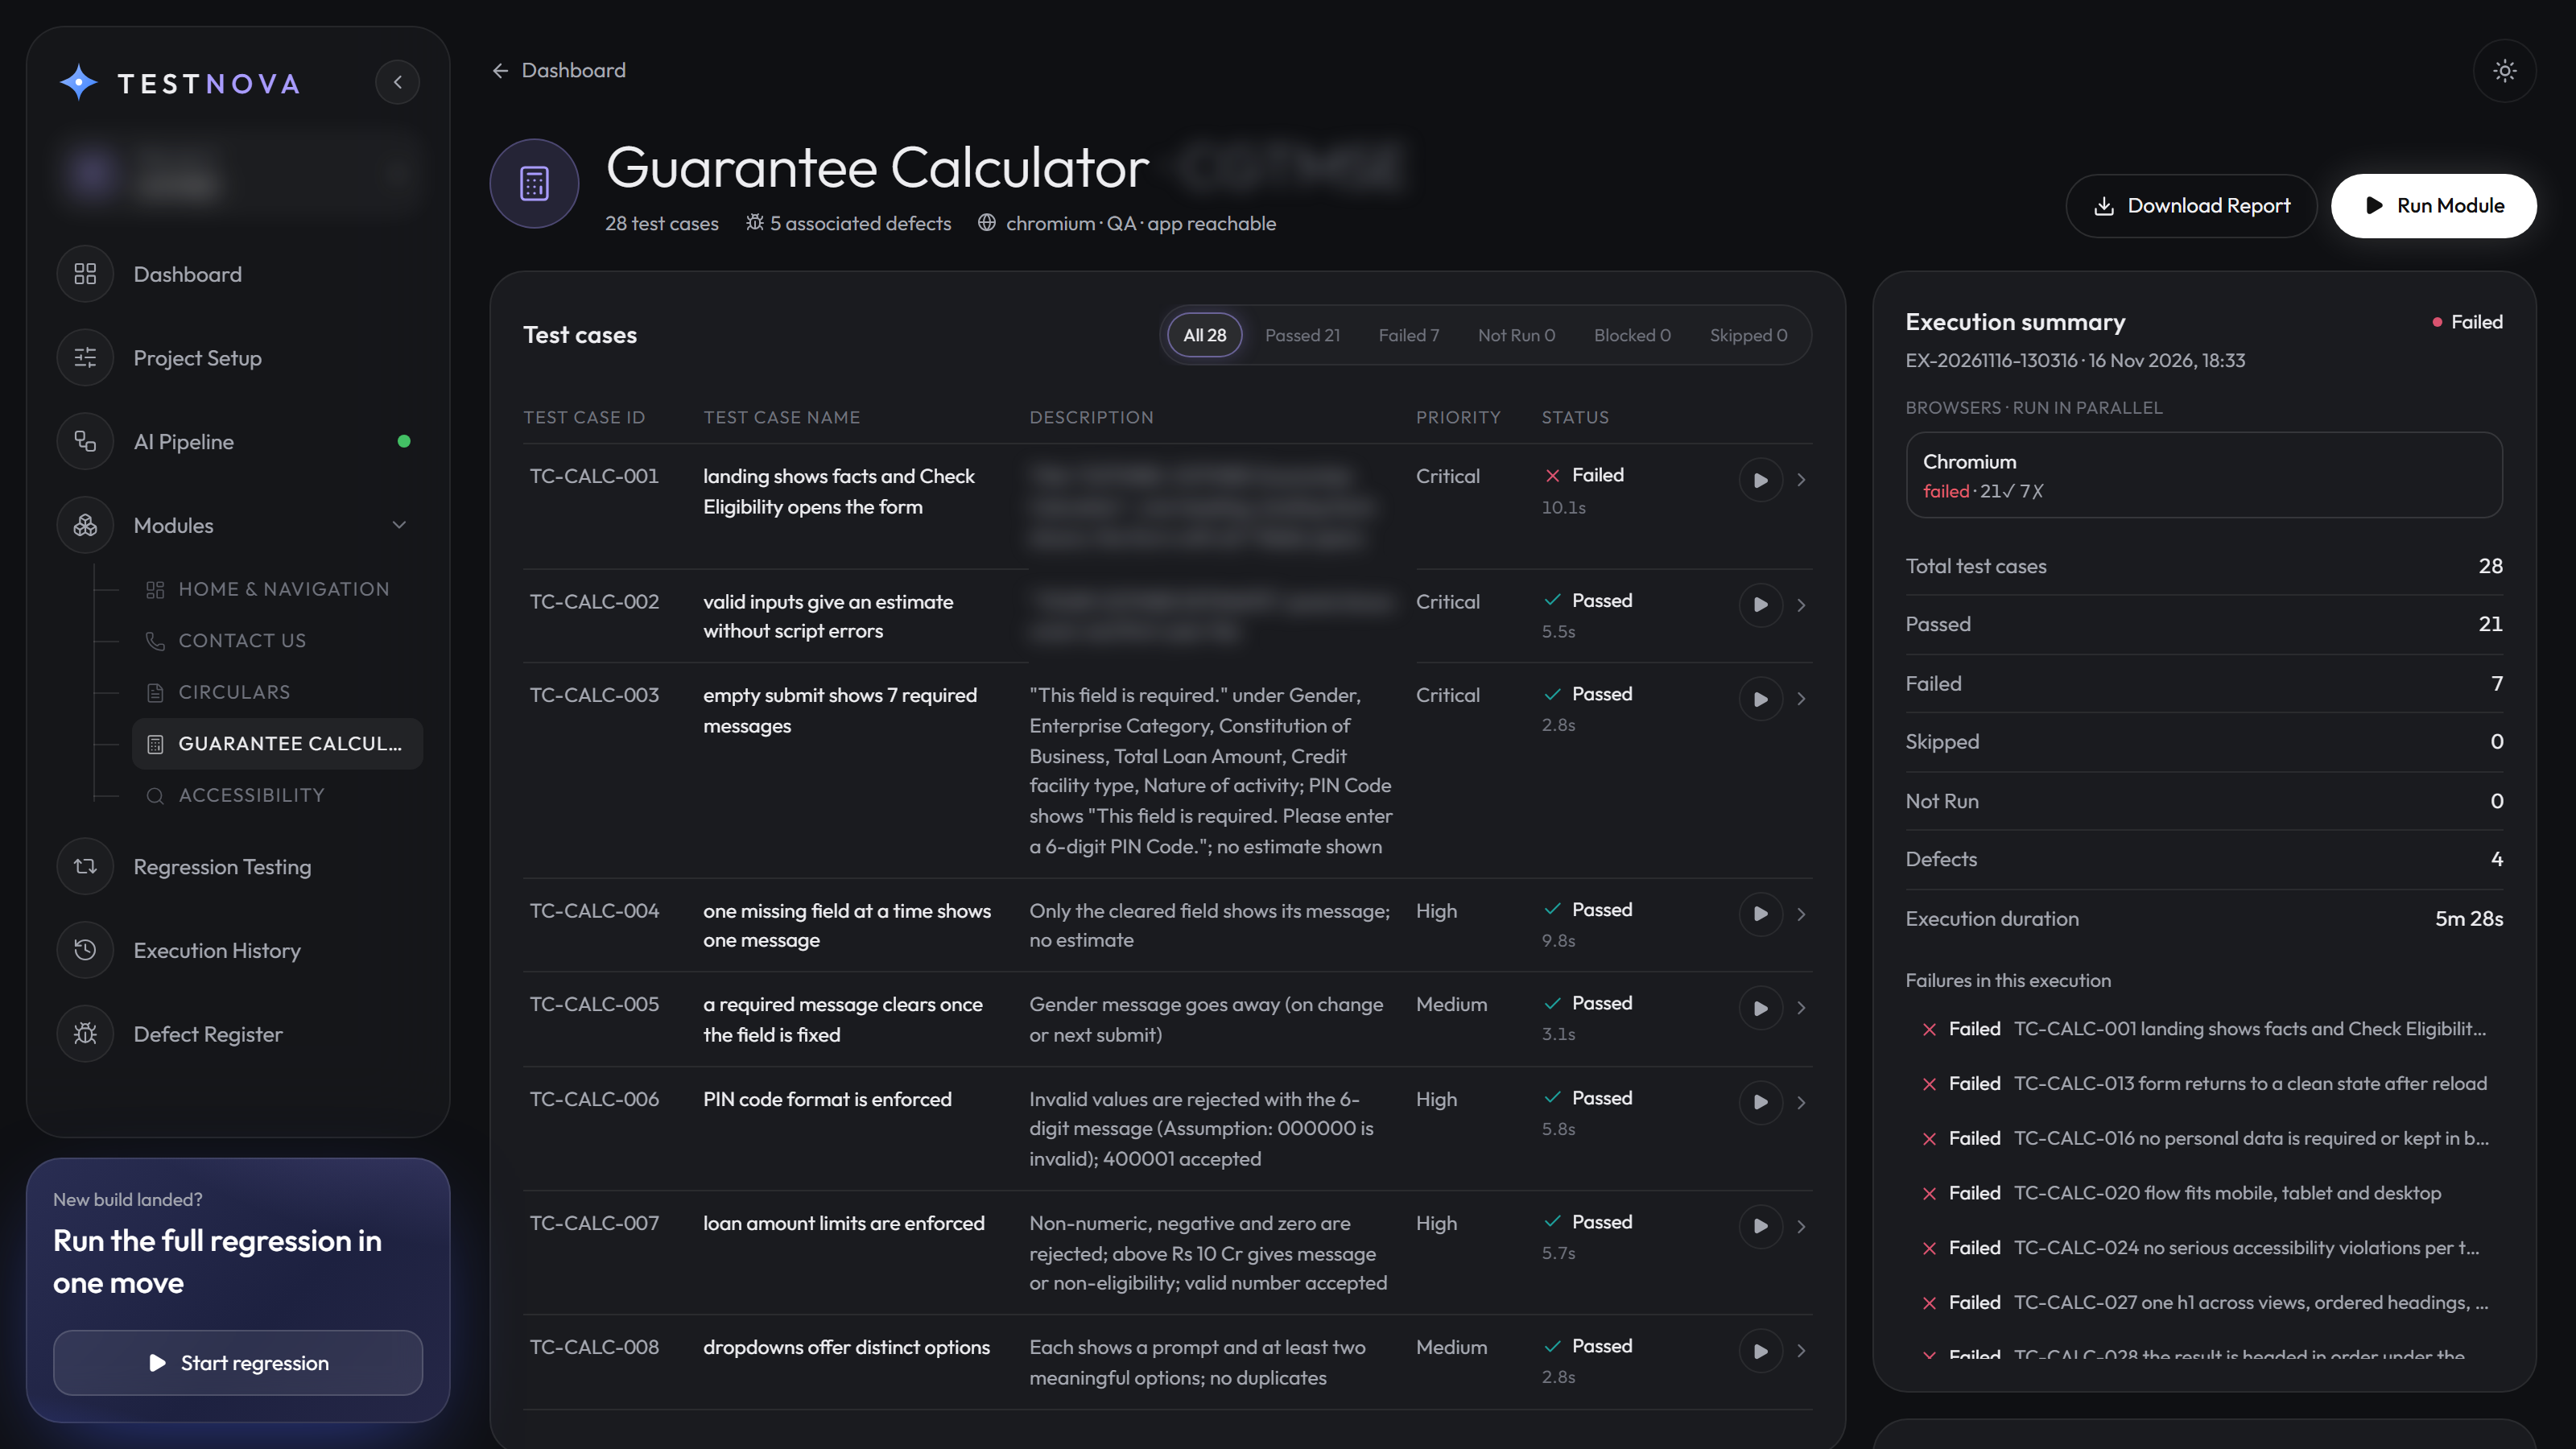 TESTNOVA
Dashboard
Project Setup
AI Pipeline
Modules
HOME & NAVIGATION
CONTACT US
CIRCULARS
GUARANTEE CALCUL...
ACCESSIBILITY
Regression Testing
Execution History
Defect Register
New build landed?
Run the full regression in
one move
Start regression
Dashboard
Guarantee Calculator
28 test cases 5 associated defects chromium · QA · app reachable
Download Report
Run Module
Test cases
All 28 Passed 21 Failed 7 Not Run 0 Blocked 0 Skipped 0
TEST CASE ID TEST CASE NAME DESCRIPTION PRIORITY STATUS
TC-CALC-001 landing shows facts and Check Critical Failed
Eligibility opens the form 10.1s
TC-CALC-002 valid inputs give an estimate Critical Passed
without script errors 5.5s
TC-CALC-003 empty submit shows 7 required "This field is required." under Gender, Critical Passed
messages Enterprise Category, Constitution of 2.8s
Business, Total Loan Amount, Credit
facility type, Nature of activity; PIN Code
shows "This field is required. Please enter
a 6-digit PIN Code."; no estimate shown
TC-CALC-004 one missing field at a time shows Only the cleared field shows its message; High Passed
one message no estimate 9.8s
TC-CALC-005 a required message clears once Gender message goes away (on change Medium Passed
the field is fixed or next submit) 3.1s
TC-CALC-006 PIN code format is enforced Invalid values are rejected with the 6- High Passed
digit message (Assumption: 000000 is 5.8s
invalid); 400001 accepted
TC-CALC-007 loan amount limits are enforced Non-numeric, negative and zero are High Passed
rejected; above Rs 10 Cr gives message 5.7s
or non-eligibility; valid number accepted
TC-CALC-008 dropdowns offer distinct options Each shows a prompt and at least two Medium Passed
meaningful options; no duplicates 2.8s
Execution summary Failed
EX-20261116-130316 · 16 Nov 2026, 18:33
BROWSERS · RUN IN PARALLEL
Chromium
failed · 21✓ 7✗
Total test cases 28
Passed 21
Failed 7
Skipped 0
Not Run 0
Defects 4
Execution duration 5m 28s
Failures in this execution
Failed TC-CALC-001 landing shows facts and Check Eligibilit...
Failed TC-CALC-013 form returns to a clean state after reload
Failed TC-CALC-016 no personal data is required or kept in b...
Failed TC-CALC-020 flow fits mobile, tablet and desktop
Failed TC-CALC-024 no serious accessibility violations per t...
Failed TC-CALC-027 one h1 across views, ordered headings, ...
Failed TC-CALC-028 the result is headed in order under the